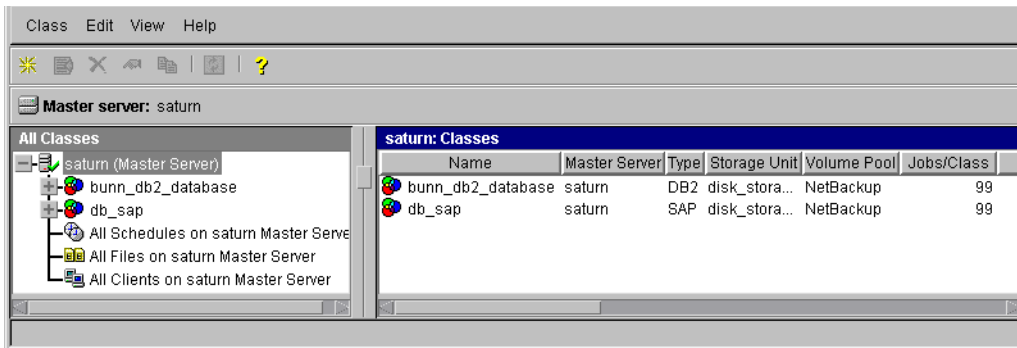 Class Edit View Help
Master server: saturn
All Classes
saturn (Master Server)
bunn_db2_database
db_sap
All Schedules on saturn Master Serve
All Files on saturn Master Server
All Clients on saturn Master Server
saturn: Classes
Name Master Server Type Storage Unit Volume Pool Jobs/Class
bunn_db2_database saturn DB2 disk_stora... NetBackup 99
db_sap saturn SAP disk_stora... NetBackup 99